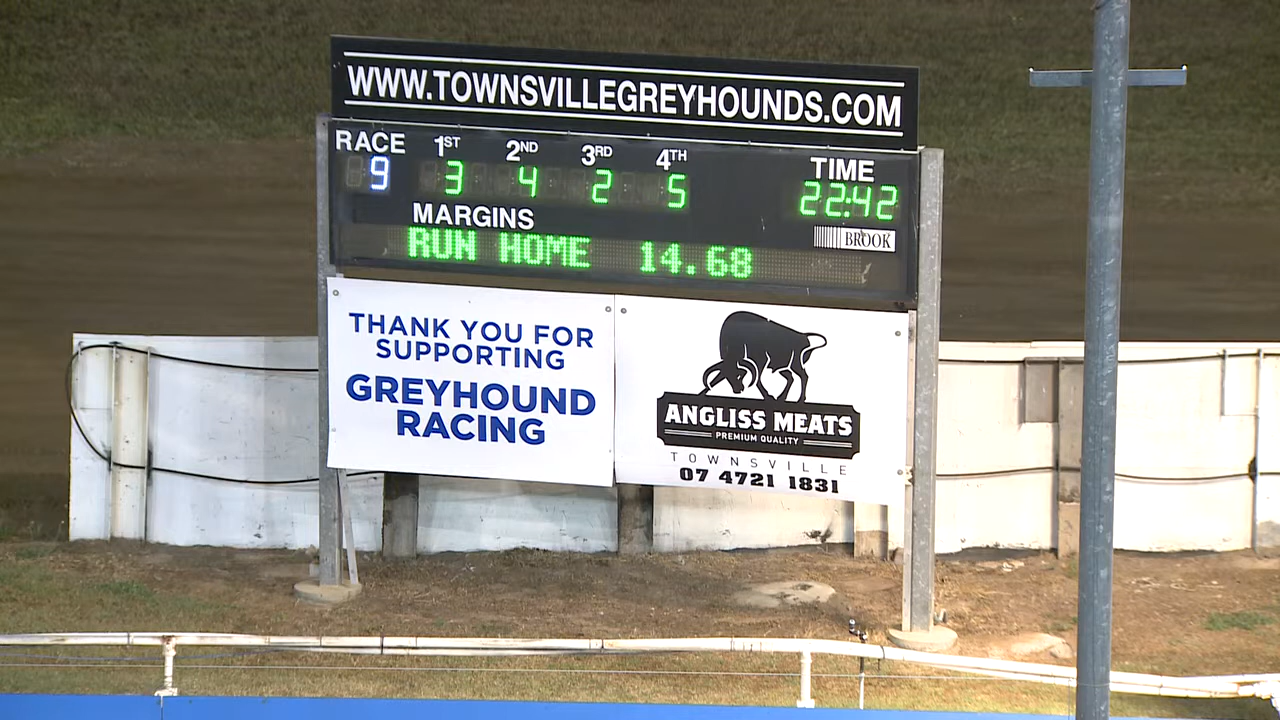 WWW.TOWNSVILLEGREYHOUNDS.COM
RACE 1ST 2ND 3RD 4TH TIME
9 3 4 2 5 22:42
MARGINS
BROOK
RUN HOME 14.68
THANK YOU FOR
SUPPORTING
GREYHOUND
RACING
ANGLISS MEATS
PREMIUM QUALITY
TOWNSVILLE
07 4721 1831